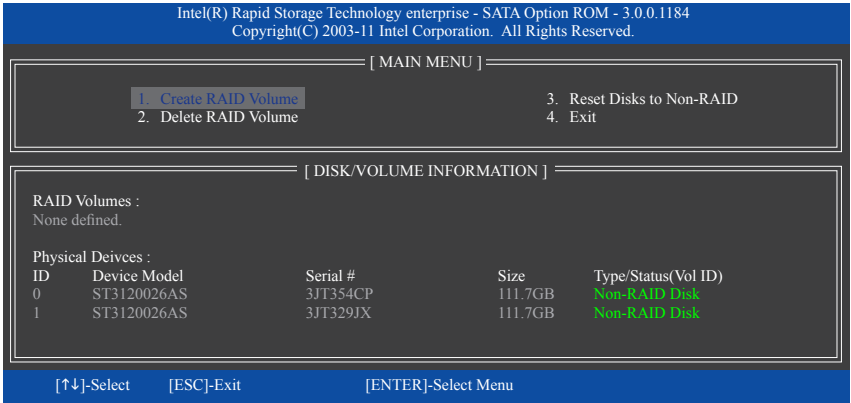 Intel(R) Rapid Storage Technology enterprise - SATA Option ROM - 3.0.0.1184
Copyright(C) 2003-11 Intel Corporation. All Rights Reserved.
[ MAIN MENU ]
1. Create RAID Volume 3. Reset Disks to Non-RAID
2. Delete RAID Volume 4. Exit
[ DISK/VOLUME INFORMATION ]
RAID Volumes :
None defined.
Physical Deivces :
ID Device Model Serial # Size Type/Status(Vol ID)
0 ST3120026AS 3JT354CP 111.7GB Non-RAID Disk
1 ST3120026AS 3JT329JX 111.7GB Non-RAID Disk
[↑↓]-Select [ESC]-Exit [ENTER]-Select Menu